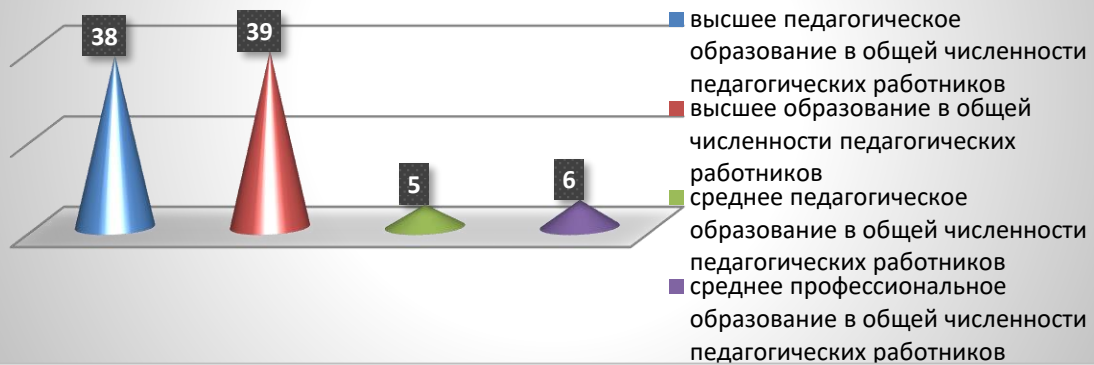 38
39
5
6
высшее педагогическое
образование в общей численности
педагогических работников
высшее образование в общей
численности педагогических
работников
среднее педагогическое
образование в общей численности
педагогических работников
среднее профессиональное
образование в общей численности
педагогических работников